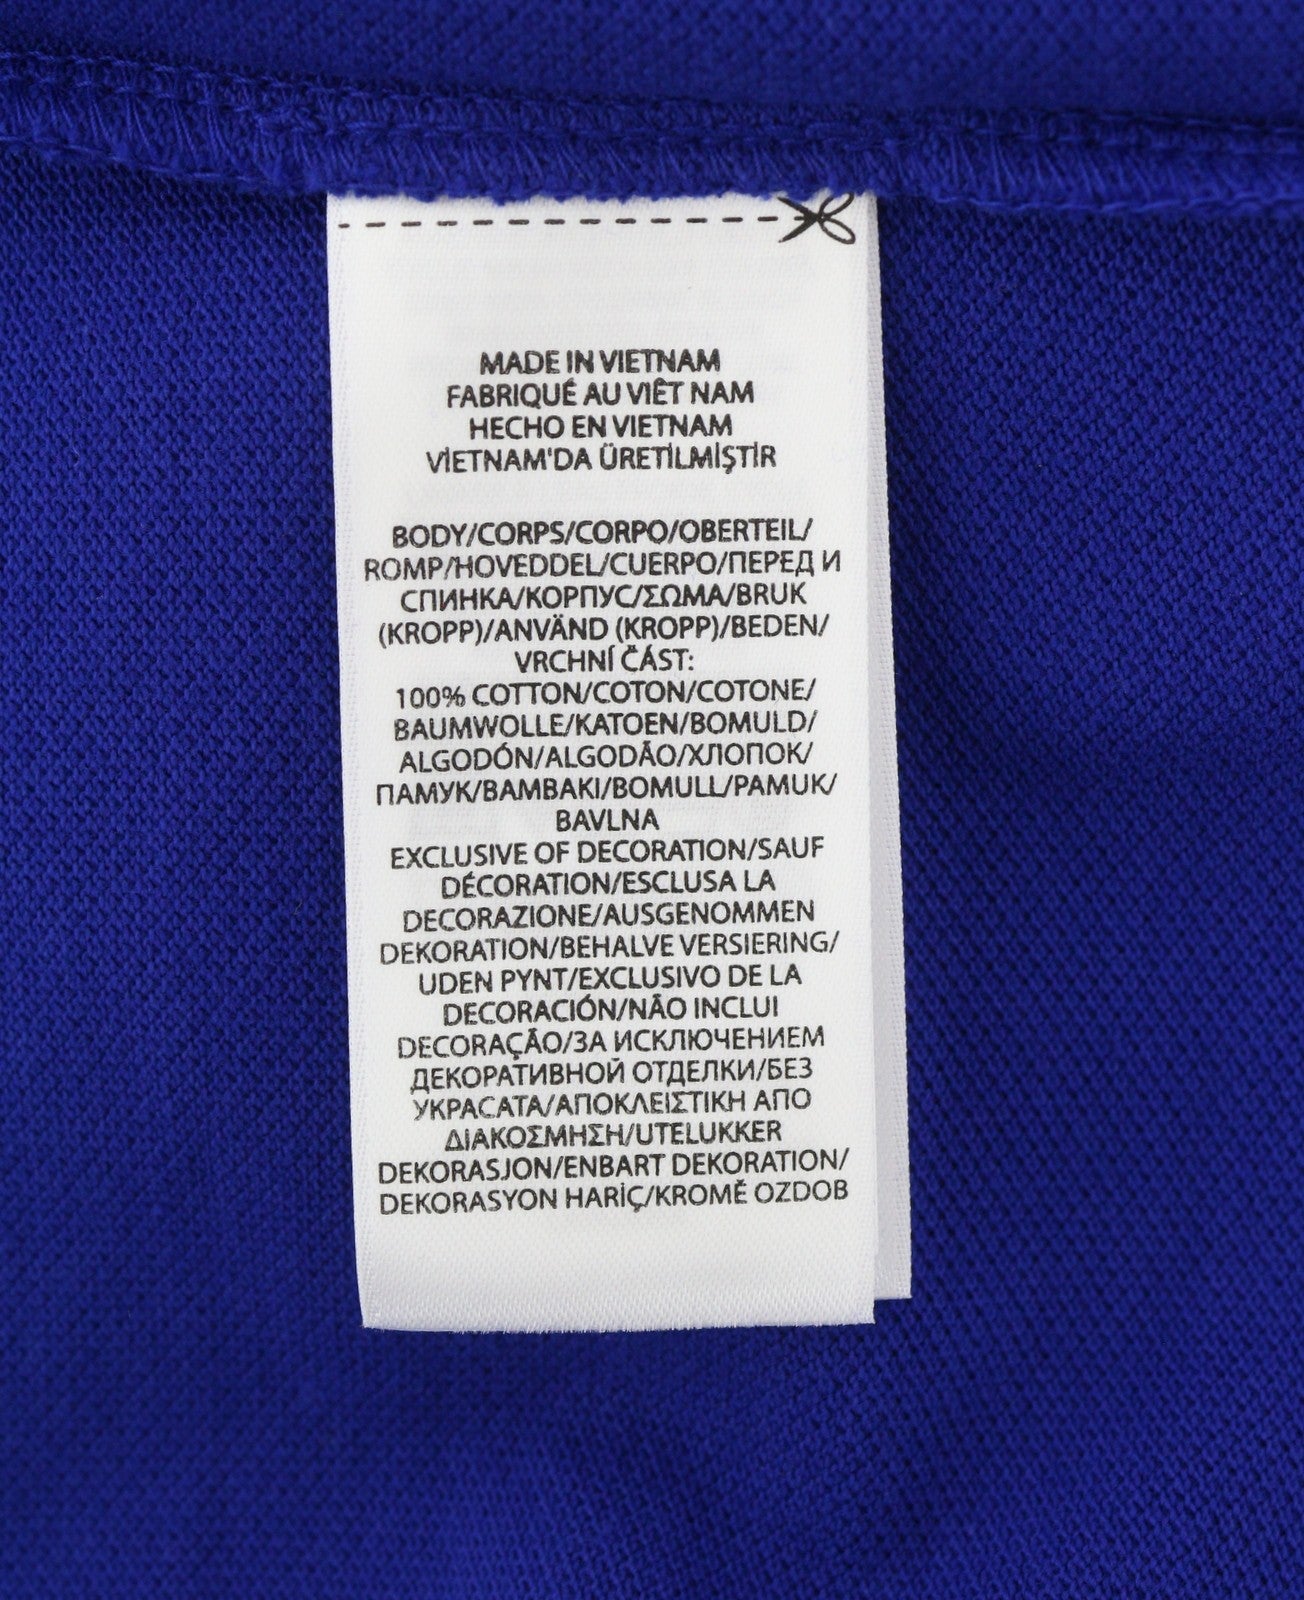 MADE IN VIETNAM
FABRIQUÉ AU VIÊT NAM
HECHO EN VIETNAM
VİETNAM'DA ÜRETİLMİŞTİR
BODY/CORPS/CORPO/OBERTEIL/
ROMP/HOVEDDEL/CUERPO/ПЕРЕД И
СПИНКА/КОРПУС/ΣΩΜΑ/BRUK
(KROPP)/ANVÄND (KROPP)/BEDEN/
VRCHNÍ ČÁST:
100% COTTON/COTON/COTONE/
BAUMWOLLE/KATOEN/BOMULD/
ALGODÓN/ALGODÃO/ХЛОПОК/
ПАМУК/BAMBAKI/BOMULL/PAMUK/
BAVLNA
EXCLUSIVE OF DECORATION/SAUF
DÉCORATION/ESCLUSA LA
DECORAZIONE/AUSGENOMMEN
DEKORATION/BEHALVE VERSIERING/
UDEN PYNT/EXCLUSIVO DE LA
DECORACIÓN/NÃO INCLUI
DECORAÇÃO/ЗА ИСКЛЮЧЕНИЕМ
ДЕКОРАТИВНОЙ ОТДЕЛКИ/БЕЗ
УКРАСАТА/ΑΠΟΚΛΕΙΣΤΙΚΗ ΑΠΟ
ΔΙΑΚΟΣΜΗΣΗ/UTELUKKER
DEKORASJON/ENBART DEKORATION/
DEKORASYON HARİÇ/KROMĚ OZDOB